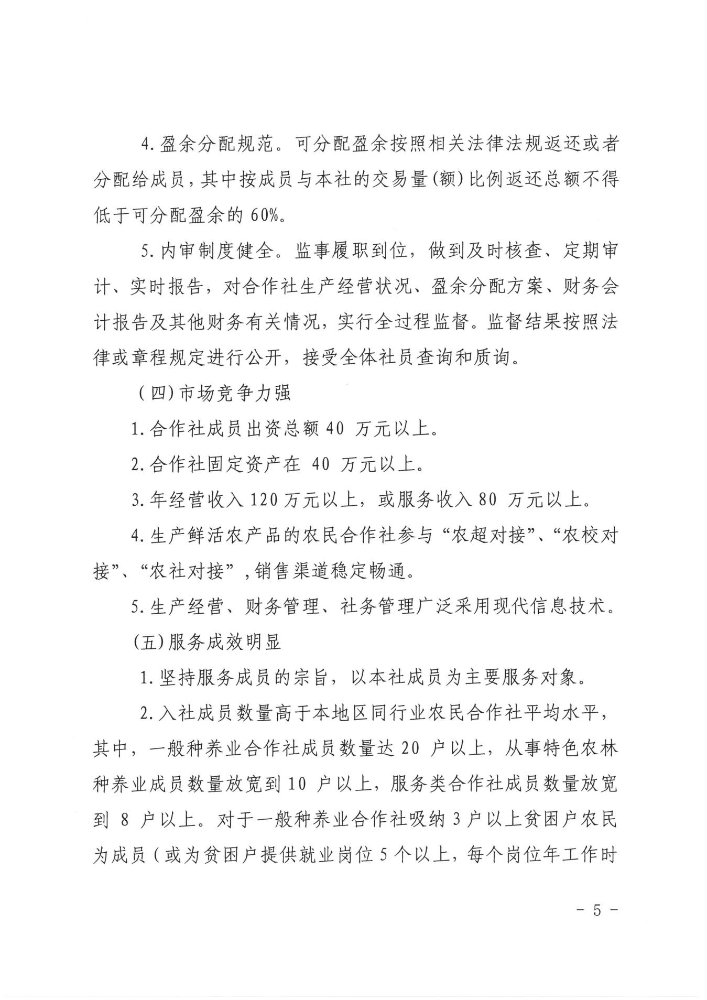 4.盈余分配规范。可分配盈余按照相关法律法规返还或者
分配给成员,其中按成员与本社的交易量(额)比例返还总额不得
低于可分配盈余的 60%。
5.内审制度健全。监事履职到位，做到及时核查、定期审
计、实时报告，对合作社生产经营状况、盈余分配方案、财务会
计报告及其他财务有关情况，实行全过程监督。监督结果按照法
律或章程规定进行公开，接受全体社员查询和质询。
(四)市场竞争力强
1.合作社成员出资总额 40 万元以上。
2.合作社固定资产在 40 万元以上。
3.年经营收入 120 万元以上，或服务收入 80 万元以上。
4.生产鲜活农产品的农民合作社参与“农超对接”、“农校对
接”、“农社对接”,销售渠道稳定畅通。
5.生产经营、财务管理、社务管理广泛采用现代信息技术。
(五)服务成效明显
1.坚持服务成员的宗旨，以本社成员为主要服务对象。
2.入社成员数量高于本地区同行业农民合作社平均水平，
其中，一般种养业合作社成员数量达 20 户以上，从事特色农林
种养业成员数量放宽到 10 户以上，服务类合作社成员数量放宽
到 8 户以上。对于一般种养业合作社吸纳 3 户以上贫困户农民
为成员(或为贫困户提供就业岗位 5 个以上，每个岗位年工作时
- 5 -